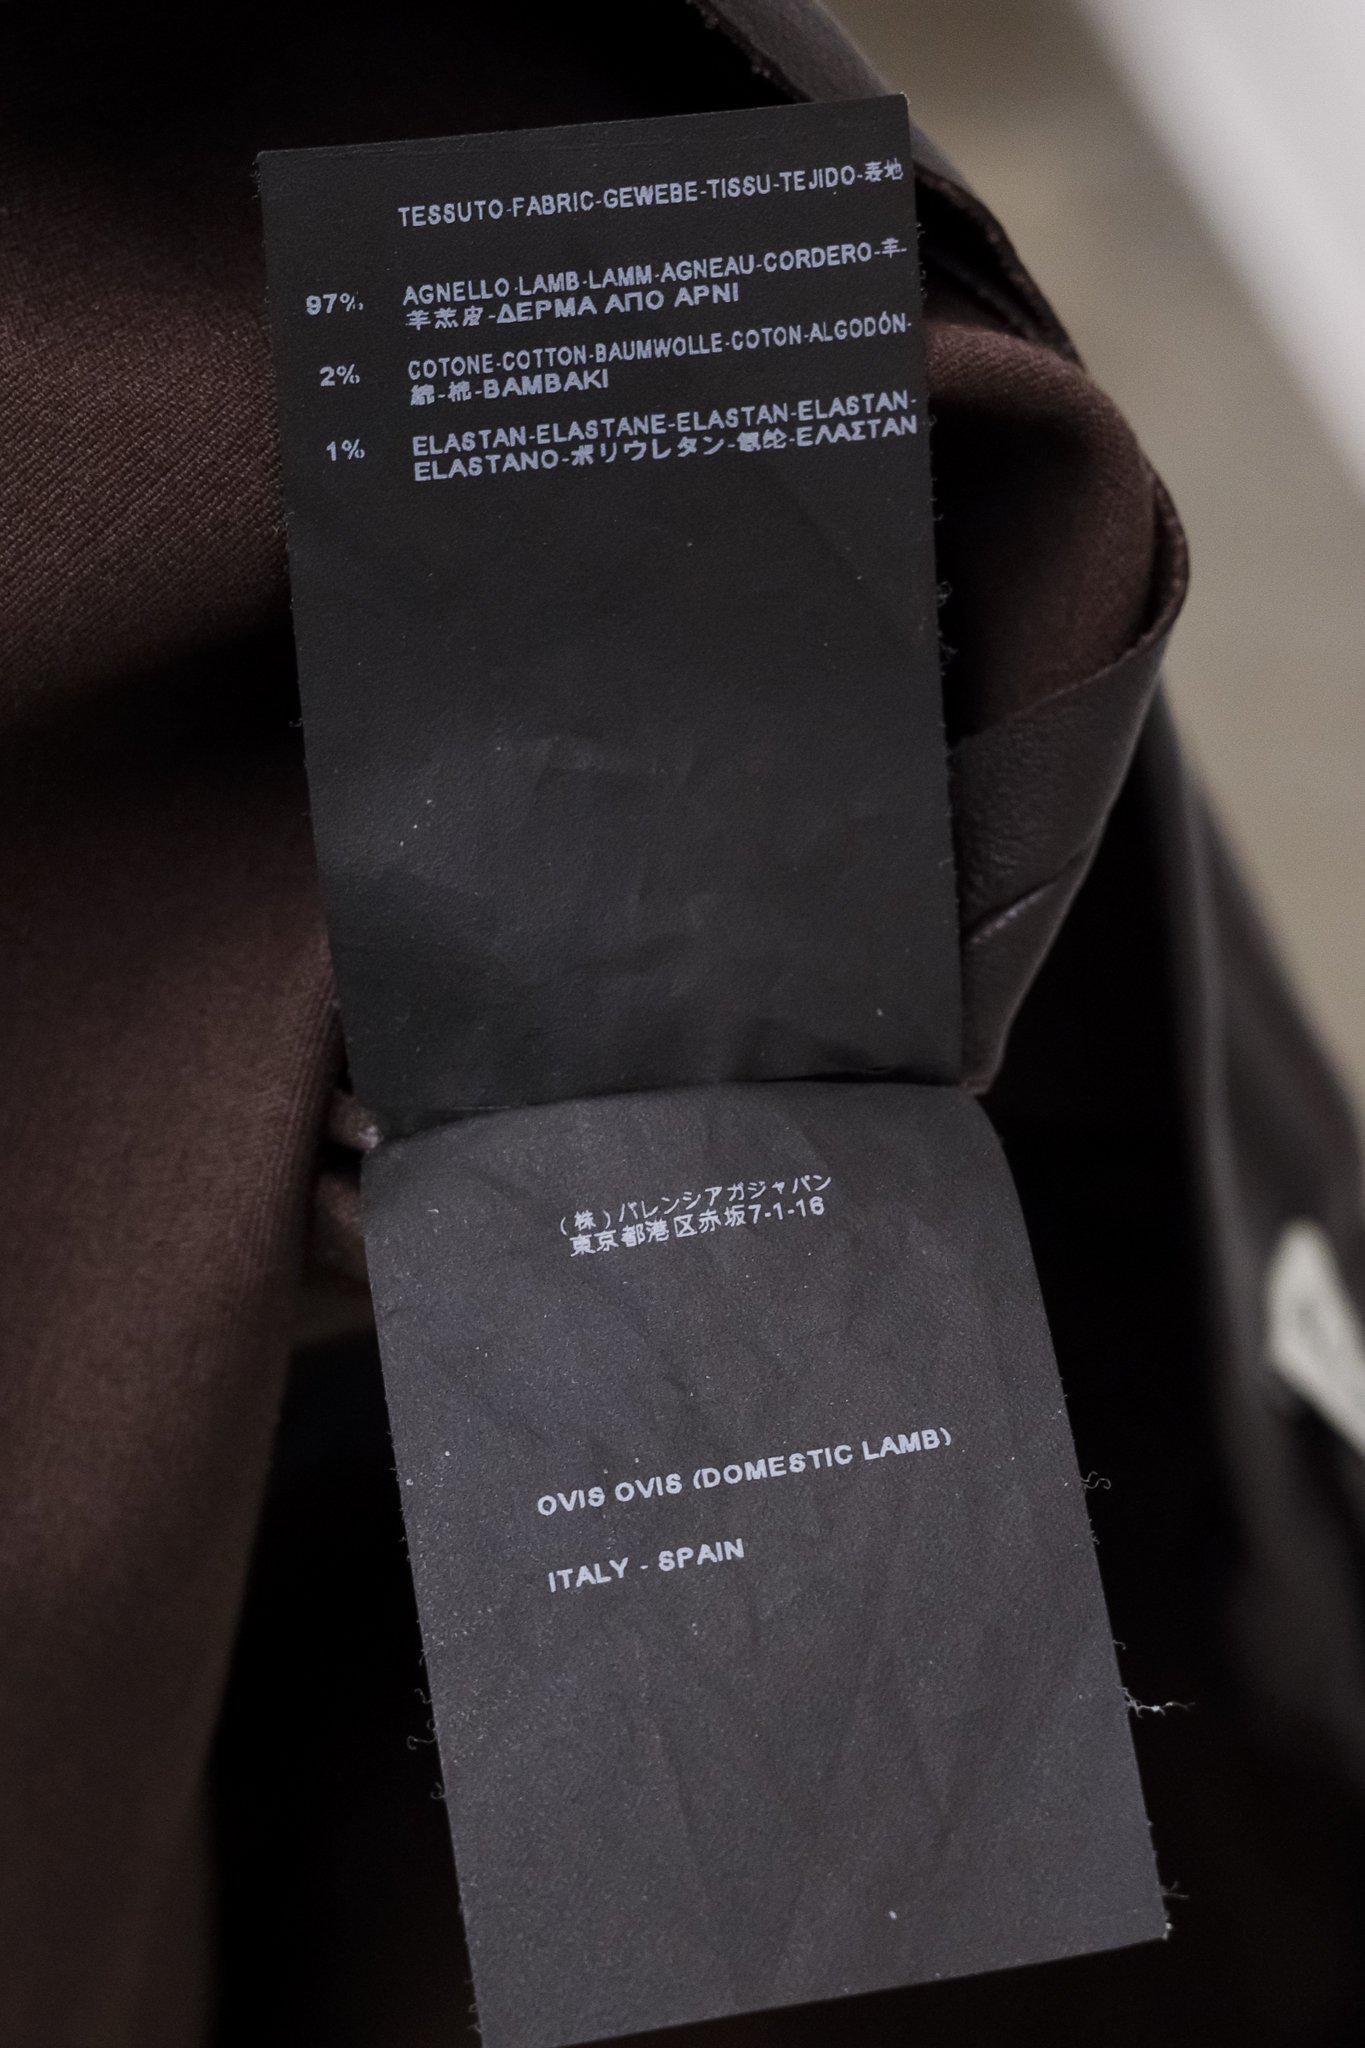 TESSUTO-FABRIC-GEWEBE-TISSU-TEJIDO-表地
97% AGNELLO-LAMB-LAMM-AGNEAU-CORDERO-羊-
羊羔皮-ΔΕΡΜΑ ΑΠΟ ΑΡΝΙ
2% COTONE-COTTON-BAUMWOLLE-COTON-ALGODÓN-
綿-棉-BAMBAKI
1% ELASTAN-ELASTANE-ELASTAN-ELASTAN-
ELASTANO-ポリウレタン-氨纶-ΕΛΑΣΤΑΝ
(株)バレンシアガジャパン
東京都港区赤坂7-1-16
OVIS OVIS (DOMESTIC LAMB)
ITALY - SPAIN